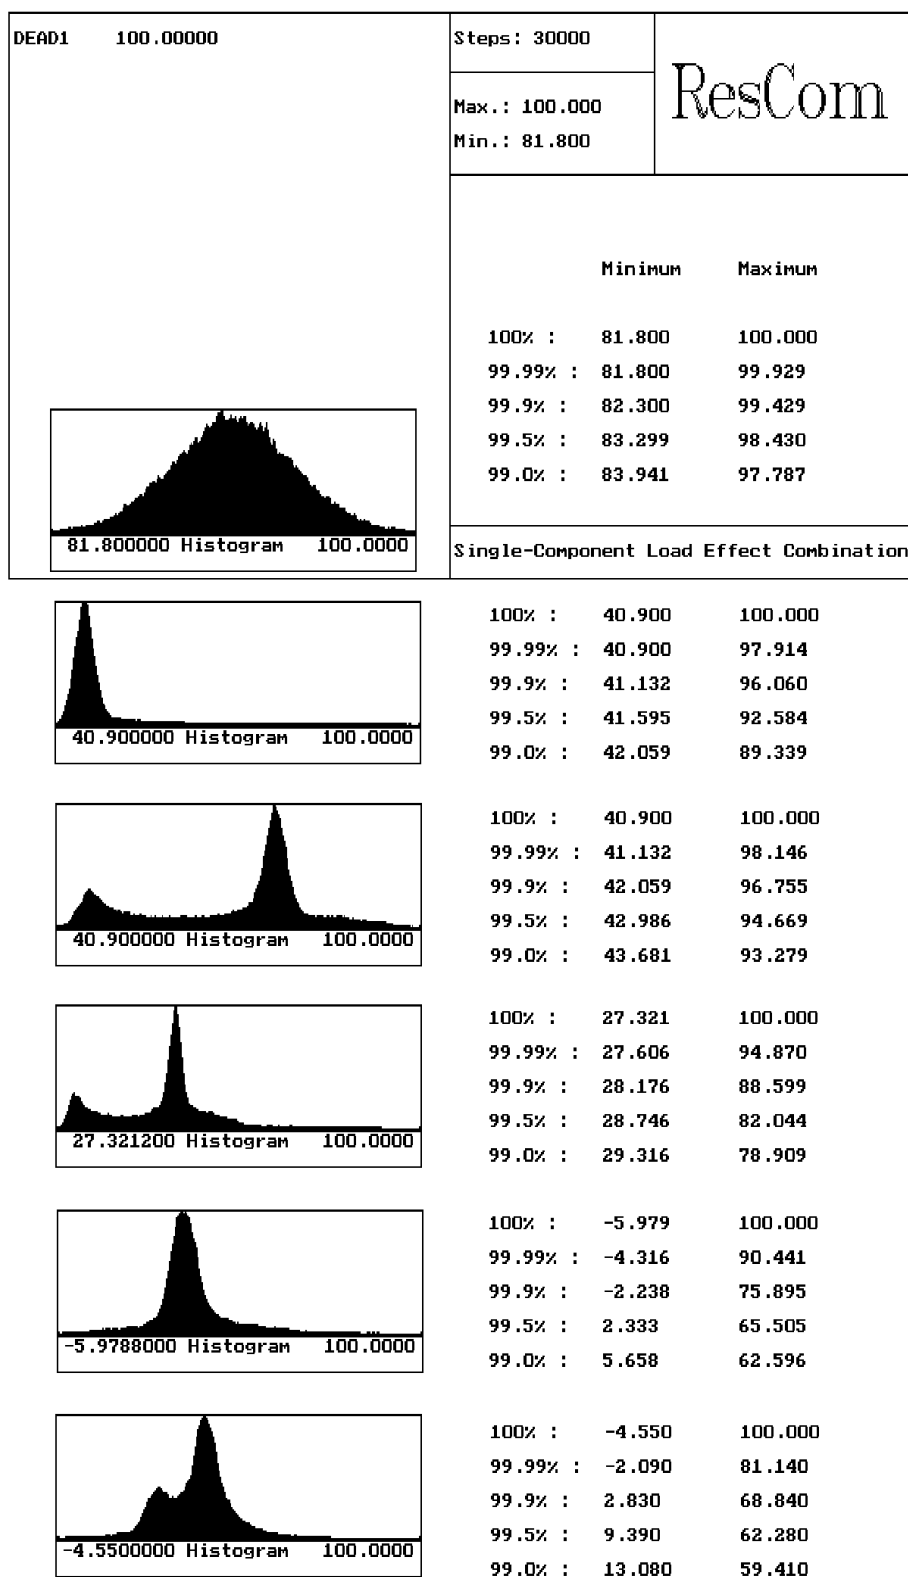 DEAD1 100.00000
Steps: 30000
Max.: 100.000
Min.: 81.800
ResCom
Minimum Maximum
100% : 81.800 100.000
99.99% : 81.800 99.929
99.9% : 82.300 99.429
99.5% : 83.299 98.430
99.0% : 83.941 97.787
81.800000 Histogram 100.0000
Single-Component Load Effect Combination
100% : 40.900 100.000
99.99% : 40.900 97.914
99.9% : 41.132 96.060
99.5% : 41.595 92.584
40.900000 Histogram 100.0000
99.0% : 42.059 89.339
100% : 40.900 100.000
99.99% : 41.132 98.146
99.9% : 42.059 96.755
99.5% : 42.986 94.669
40.900000 Histogram 100.0000
99.0% : 43.681 93.279
100% : 27.321 100.000
99.99% : 27.606 94.870
99.9% : 28.176 88.599
99.5% : 28.746 82.044
27.321200 Histogram 100.0000
99.0% : 29.316 78.909
100% : -5.979 100.000
99.99% : -4.316 90.441
99.9% : -2.238 75.895
99.5% : 2.333 65.505
-5.9788000 Histogram 100.0000
99.0% : 5.658 62.596
100% : -4.550 100.000
99.99% : -2.090 81.140
99.9% : 2.830 68.840
99.5% : 9.390 62.280
-4.5500000 Histogram 100.0000
99.0% : 13.080 59.410